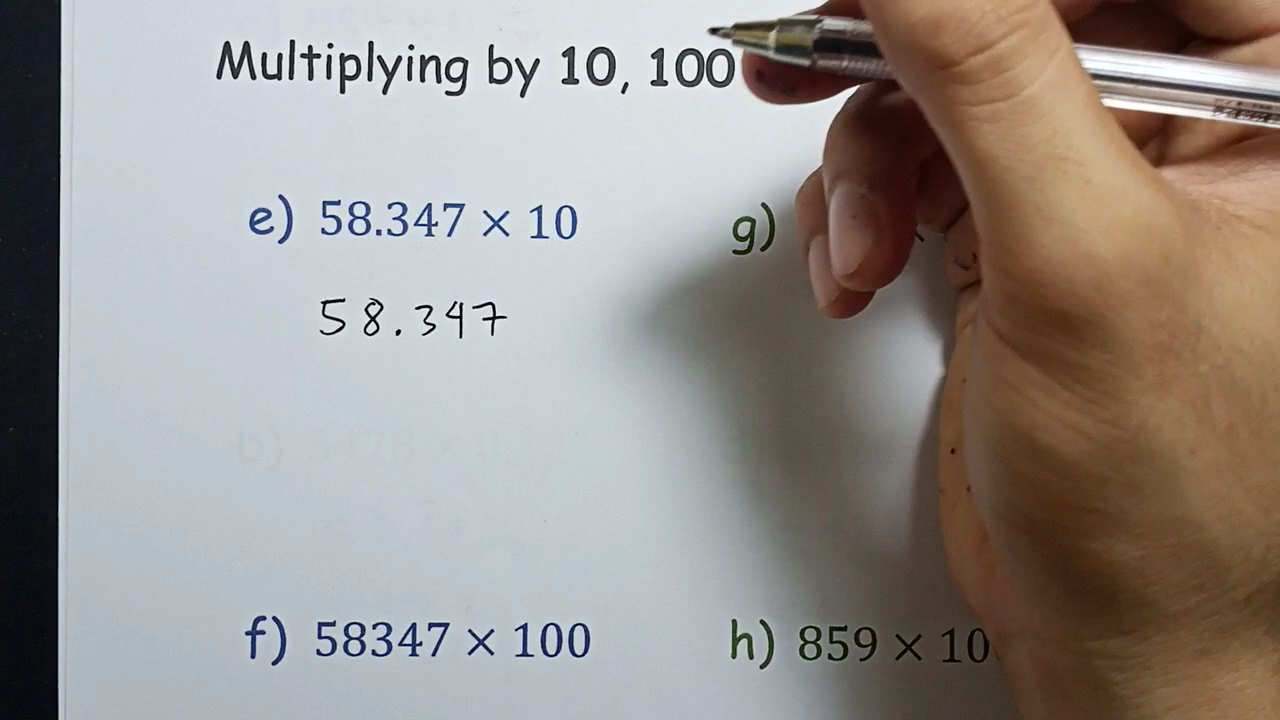 Multiplying by 10, 100
e) 58.347 × 10
g)
58.347
f) 58347 × 100
h) 859 × 10